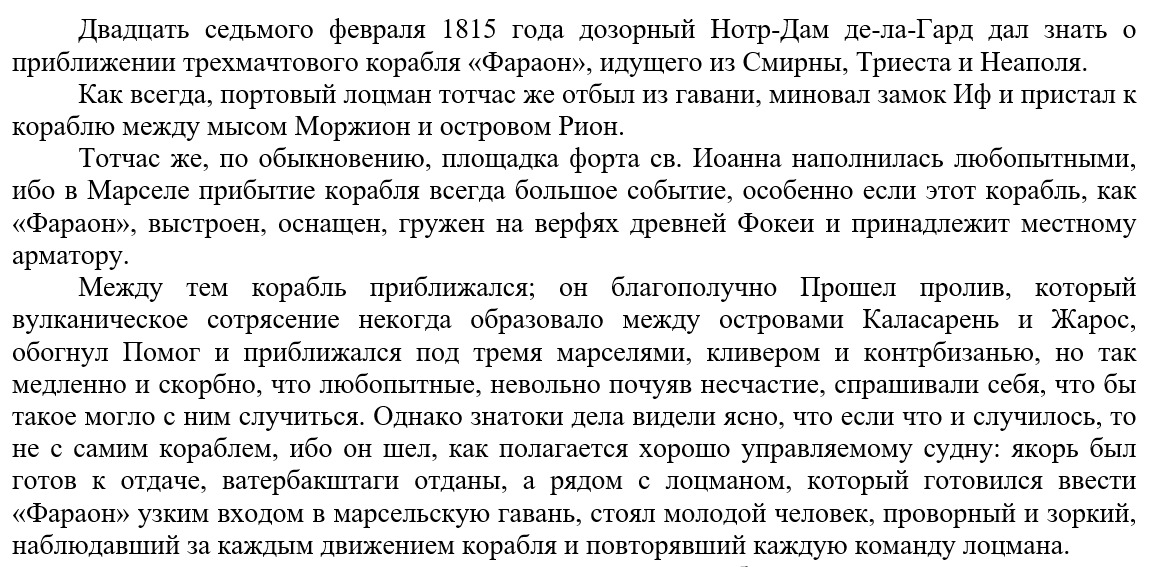 Двадцать седьмого февраля 1815 года дозорный Нотр-Дам де-ла-Гард дал знать о
приближении трехмачтового корабля «Фараон», идущего из Смирны, Триеста и Неаполя.
Как всегда, портовый лоцман тотчас же отбыл из гавани, миновал замок Иф и пристал к
кораблю между мысом Моржион и островом Рион.
Тотчас же, по обыкновению, площадка форта св. Иоанна наполнилась любопытными,
ибо в Марселе прибытие корабля всегда большое событие, особенно если этот корабль, как
«Фараон», выстроен, оснащен, гружен на верфях древней Фокеи и принадлежит местному
арматору.
Между тем корабль приближался; он благополучно Прошел пролив, который
вулканическое сотрясение некогда образовало между островами Каласарень и Жарос,
обогнул Помог и приближался под тремя марселями, кливером и контрбизанью, но так
медленно и скорбно, что любопытные, невольно почуяв несчастие, спрашивали себя, что бы
такое могло с ним случиться. Однако знатоки дела видели ясно, что если что и случилось, то
не с самим кораблем, ибо он шел, как полагается хорошо управляемому судну: якорь был
готов к отдаче, ватербакштаги отданы, а рядом с лоцманом, который готовился ввести
«Фараон» узким входом в марсельскую гавань, стоял молодой человек, проворный и зоркий,
наблюдавший за каждым движением корабля и повторявший каждую команду лоцмана.